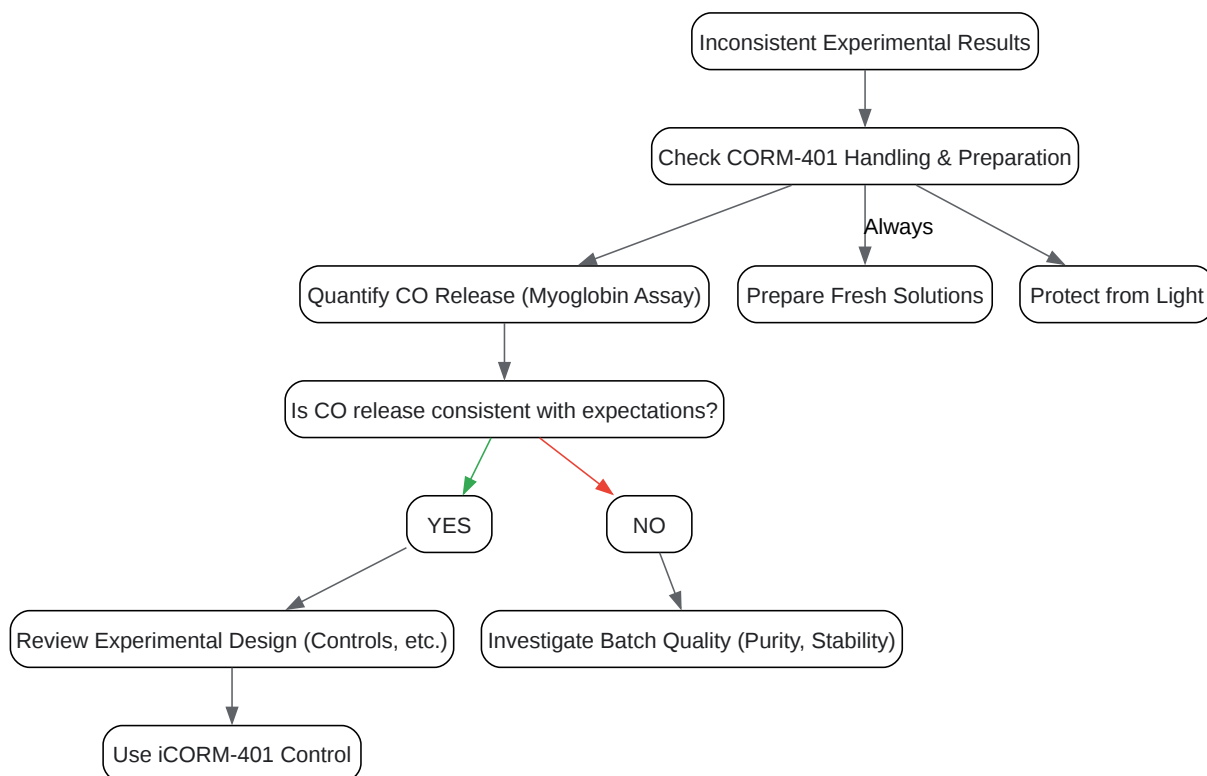 Inconsistent Experimental Results
Check CORM-401 Handling & Preparation
Always
Quantify CO Release (Myoglobin Assay)
Prepare Fresh Solutions
Protect from Light
Is CO release consistent with expectations?
YES
NO
Review Experimental Design (Controls, etc.)
Investigate Batch Quality (Purity, Stability)
Use iCORM-401 Control